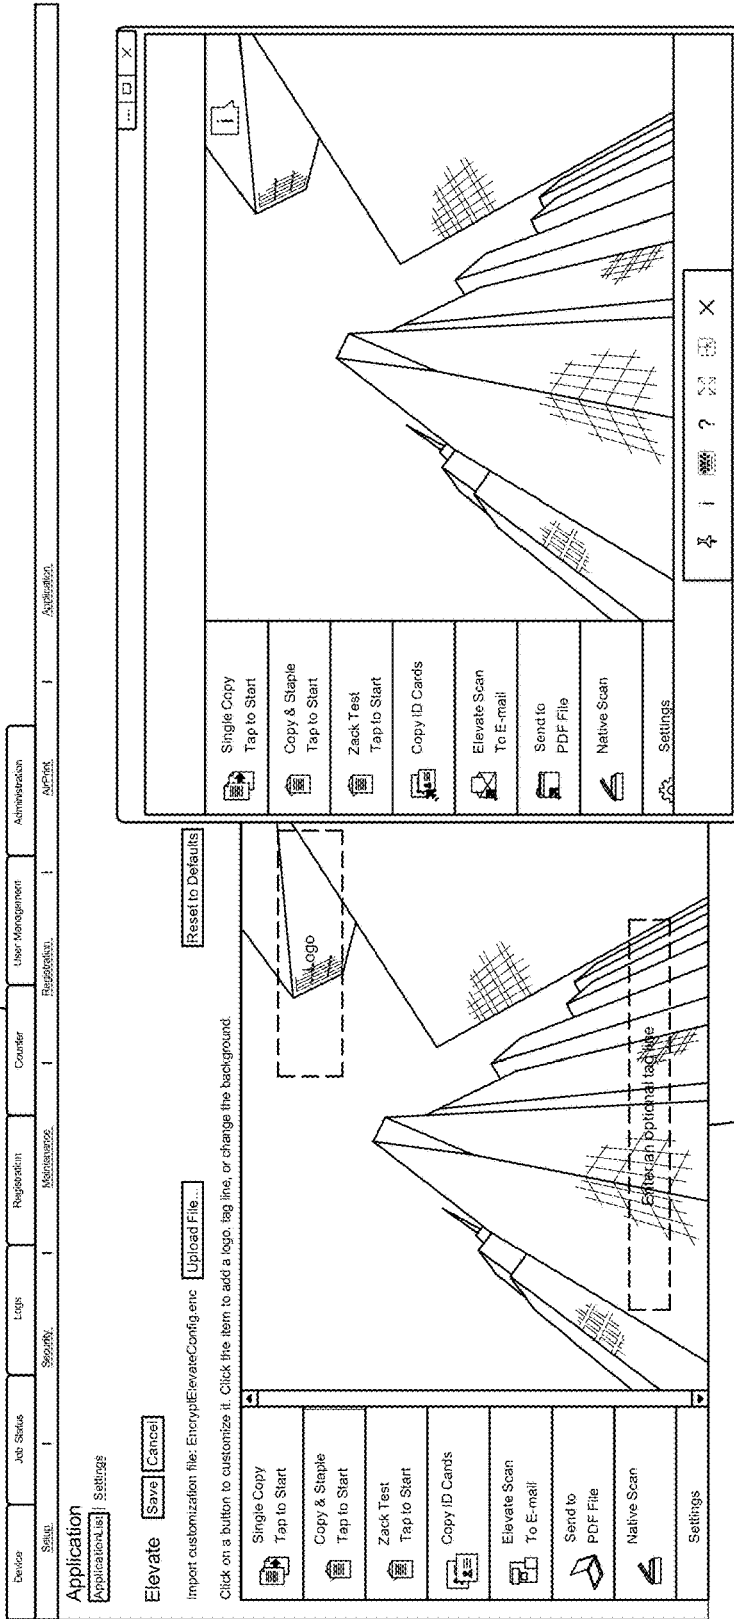 Device Job Status Logs Registration Counter User Management Administration
Setup | Security | Maintenance | Registration | AirPrint | Application
Application
Application List | Settings
Elevate Save Cancel
Import customization file: EncryptElevateConfig.enc Upload File... Reset to Defaults
Click on a button to customize it. Click the item to add a logo, tag line, or change the background.
Single Copy
Tap to Start
Copy & Staple
Tap to Start
Zack Test
Tap to Start
Copy ID Cards
Elevate Scan
To E-mail
Send to
PDF File
Native Scan
Settings
Logo
Enter an optional tag line
Single Copy
Tap to Start
Copy & Staple
Tap to Start
Zack Test
Tap to Start
Copy ID Cards
Elevate Scan
To E-mail
Send to
PDF File
Native Scan
Settings
i
i ? X